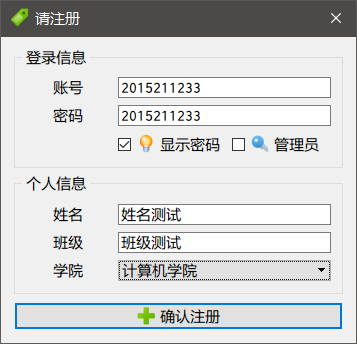 请注册
登录信息
账号 2015211233
密码 2015211233
显示密码 管理员
个人信息
姓名 姓名测试
班级 班级测试
学院 计算机学院
确认注册